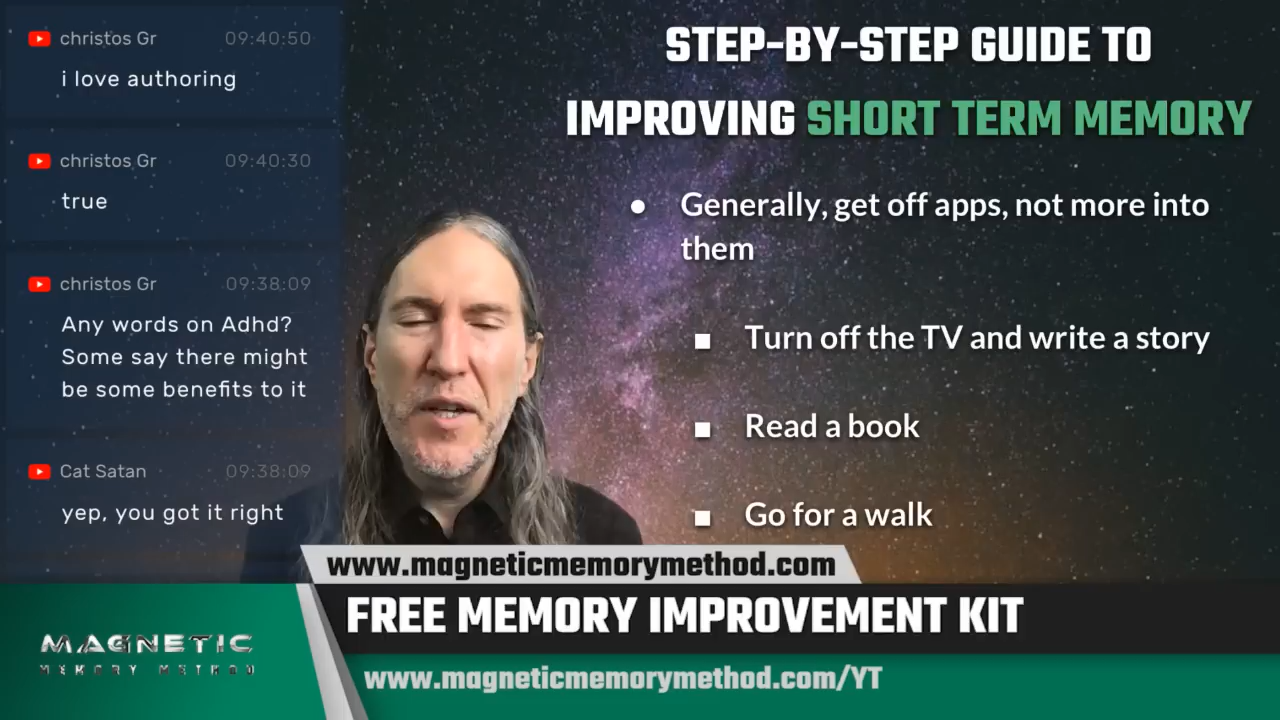 christos Gr 09:40:50
i love authoring
christos Gr 09:40:30
true
christos Gr 09:38:09
Any words on Adhd?
Some say there might
be some benefits to it
Cat Satan 09:38:09
yep, you got it right
STEP-BY-STEP GUIDE TO
IMPROVING SHORT TERM MEMORY
● Generally, get off apps, not more into
them
■ Turn off the TV and write a story
■ Read a book
■ Go for a walk
www.magneticmemorymethod.com
FREE MEMORY IMPROVEMENT KIT
www.magneticmemorymethod.com/YT
MAGNETIC
MEMORY METHOD